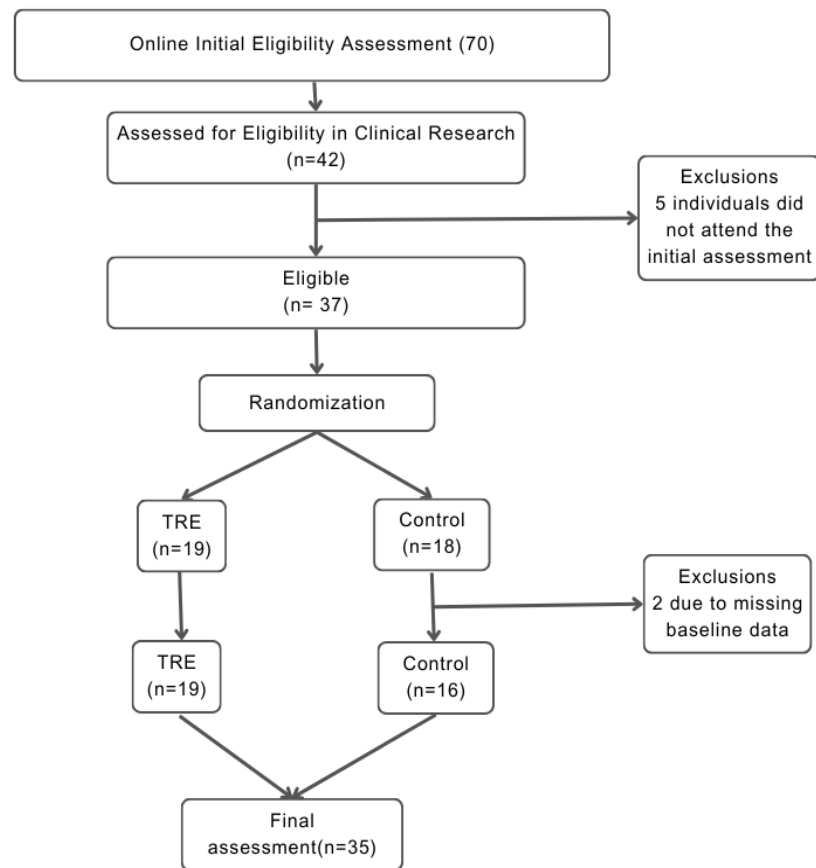 Online Initial Eligibility Assessment (70)
Assessed for Eligibility in Clinical Research
(n=42)
Exclusions
5 individuals did
not attend the
initial assessment
Eligible
(n= 37)
Randomization
TRE
(n=19)
Control
(n=18)
Exclusions
2 due to missing
baseline data
TRE
(n=19)
Control
(n=16)
Final
assessment(n=35)